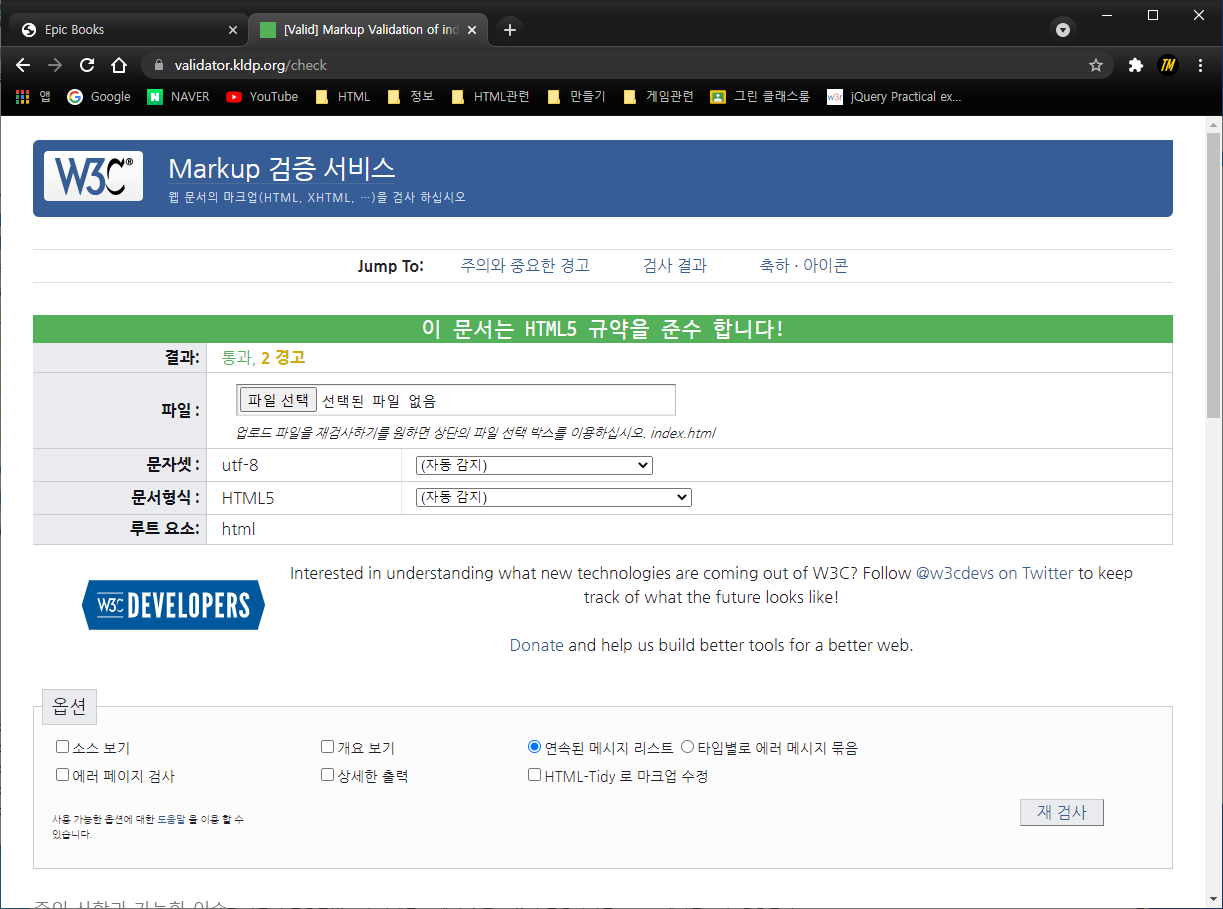 Epic Books
[Valid] Markup Validation of ind
validator.kldp.org/check
앱 Google NAVER YouTube HTML 정보 HTML관련 만들기 게임관련 그린 클래스룸 jQuery Practical ex...
W3C® Markup 검증 서비스
웹 문서의 마크업(HTML, XHTML, …)을 검사 하십시오
Jump To: 주의와 중요한 경고 검사 결과 축하 · 아이콘
이 문서는 HTML5 규약을 준수 합니다!
결과: 통과, 2 경고
파일 : 파일 선택 선택된 파일 없음
업로드 파일을 재검사하기를 원하면 상단의 파일 선택 박스를 이용하십시오. index.html
문자셋 : utf-8 (자동 감지)
문서형식 : HTML5 (자동 감지)
루트 요소: html
Interested in understanding what new technologies are coming out of W3C? Follow @w3cdevs on Twitter to keep
track of what the future looks like!
W3C DEVELOPERS
Donate and help us build better tools for a better web.
옵션
소스 보기 개요 보기 연속된 메시지 리스트 타입별로 에러 메시지 묶음
에러 페이지 검사 상세한 출력 HTML-Tidy 로 마크업 수정
사용 가능한 옵션에 대한 도움말 을 이용 할 수
있습니다.
재 검사